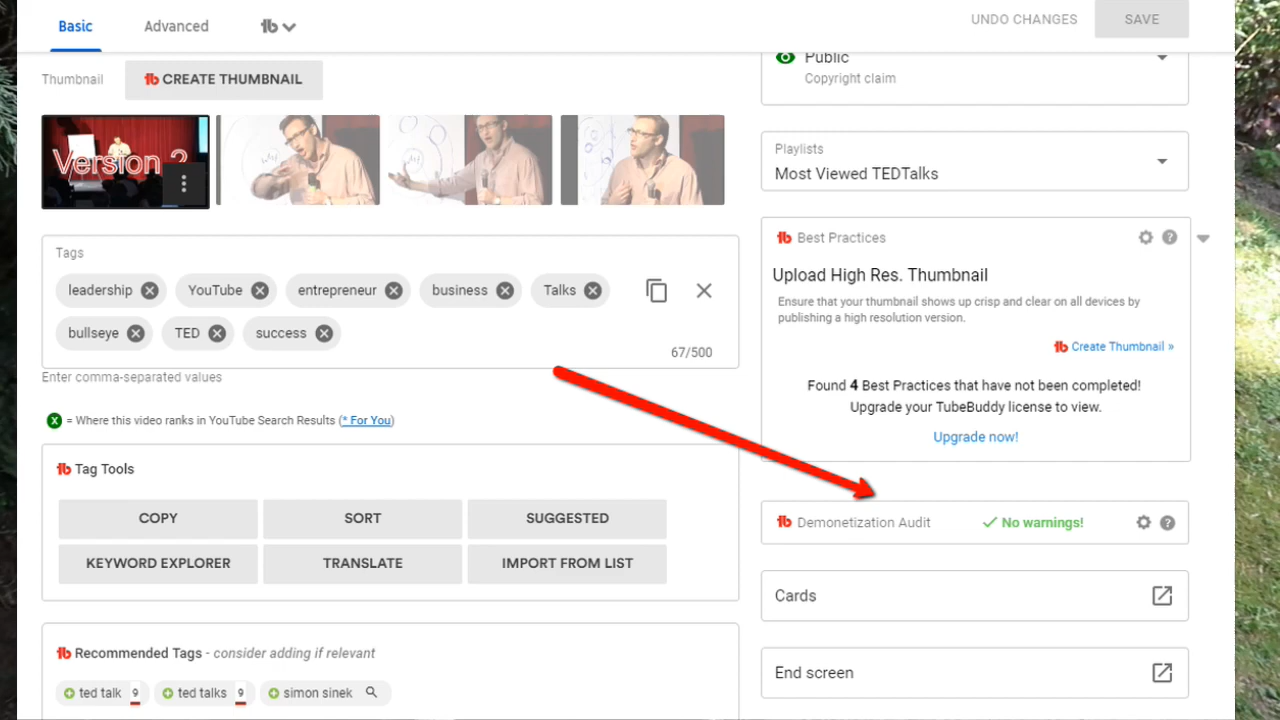 Basic
Advanced
UNDO CHANGES
SAVE
Thumbnail
CREATE THUMBNAIL
Version 2
Tags
leadership
YouTube
entrepreneur
business
Talks
bullseye
TED
success
67/500
Enter comma-separated values
X = Where this video ranks in YouTube Search Results (* For You)
Tag Tools
COPY
SORT
SUGGESTED
KEYWORD EXPLORER
TRANSLATE
IMPORT FROM LIST
Recommended Tags - consider adding if relevant
ted talk 9
ted talks 9
simon sinek
Public
Copyright claim
Playlists
Most Viewed TEDTalks
Best Practices
Upload High Res. Thumbnail
Ensure that your thumbnail shows up crisp and clear on all devices by
publishing a high resolution version.
Create Thumbnail »
Found 4 Best Practices that have not been completed!
Upgrade your TubeBuddy license to view.
Upgrade now!
Demonetization Audit
No warnings!
Cards
End screen